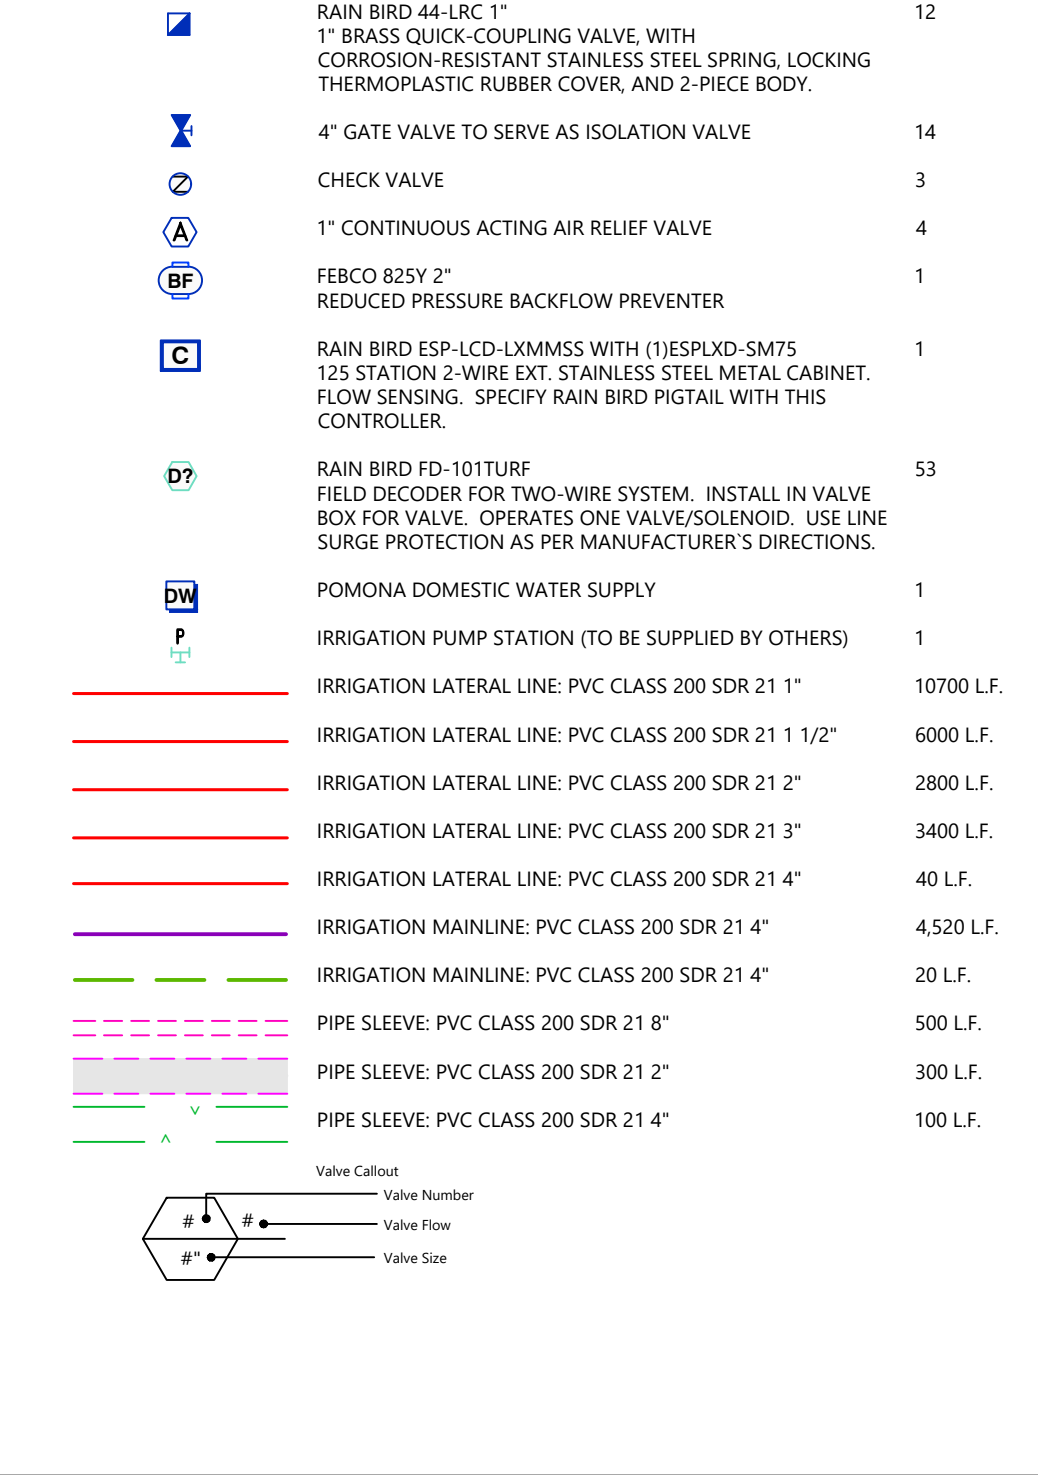 RAIN BIRD 44-LRC 1" 12
1" BRASS QUICK-COUPLING VALVE, WITH
CORROSION-RESISTANT STAINLESS STEEL SPRING, LOCKING
THERMOPLASTIC RUBBER COVER, AND 2-PIECE BODY.
4" GATE VALVE TO SERVE AS ISOLATION VALVE 14
Z CHECK VALVE 3
A 1" CONTINUOUS ACTING AIR RELIEF VALVE 4
BF FEBCO 825Y 2" 1
REDUCED PRESSURE BACKFLOW PREVENTER
C RAIN BIRD ESP-LCD-LXMMSS WITH (1)ESPLXD-SM75 1
125 STATION 2-WIRE EXT. STAINLESS STEEL METAL CABINET.
FLOW SENSING. SPECIFY RAIN BIRD PIGTAIL WITH THIS
CONTROLLER.
D? RAIN BIRD FD-101TURF 53
FIELD DECODER FOR TWO-WIRE SYSTEM. INSTALL IN VALVE
BOX FOR VALVE. OPERATES ONE VALVE/SOLENOID. USE LINE
SURGE PROTECTION AS PER MANUFACTURER`S DIRECTIONS.
DW POMONA DOMESTIC WATER SUPPLY 1
P IRRIGATION PUMP STATION (TO BE SUPPLIED BY OTHERS) 1
IRRIGATION LATERAL LINE: PVC CLASS 200 SDR 21 1" 10700 L.F.
IRRIGATION LATERAL LINE: PVC CLASS 200 SDR 21 1 1/2" 6000 L.F.
IRRIGATION LATERAL LINE: PVC CLASS 200 SDR 21 2" 2800 L.F.
IRRIGATION LATERAL LINE: PVC CLASS 200 SDR 21 3" 3400 L.F.
IRRIGATION LATERAL LINE: PVC CLASS 200 SDR 21 4" 40 L.F.
IRRIGATION MAINLINE: PVC CLASS 200 SDR 21 4" 4,520 L.F.
IRRIGATION MAINLINE: PVC CLASS 200 SDR 21 4" 20 L.F.
PIPE SLEEVE: PVC CLASS 200 SDR 21 8" 500 L.F.
PIPE SLEEVE: PVC CLASS 200 SDR 21 2" 300 L.F.
PIPE SLEEVE: PVC CLASS 200 SDR 21 4" 100 L.F.
Valve Callout
Valve Number
# # Valve Flow
#" Valve Size